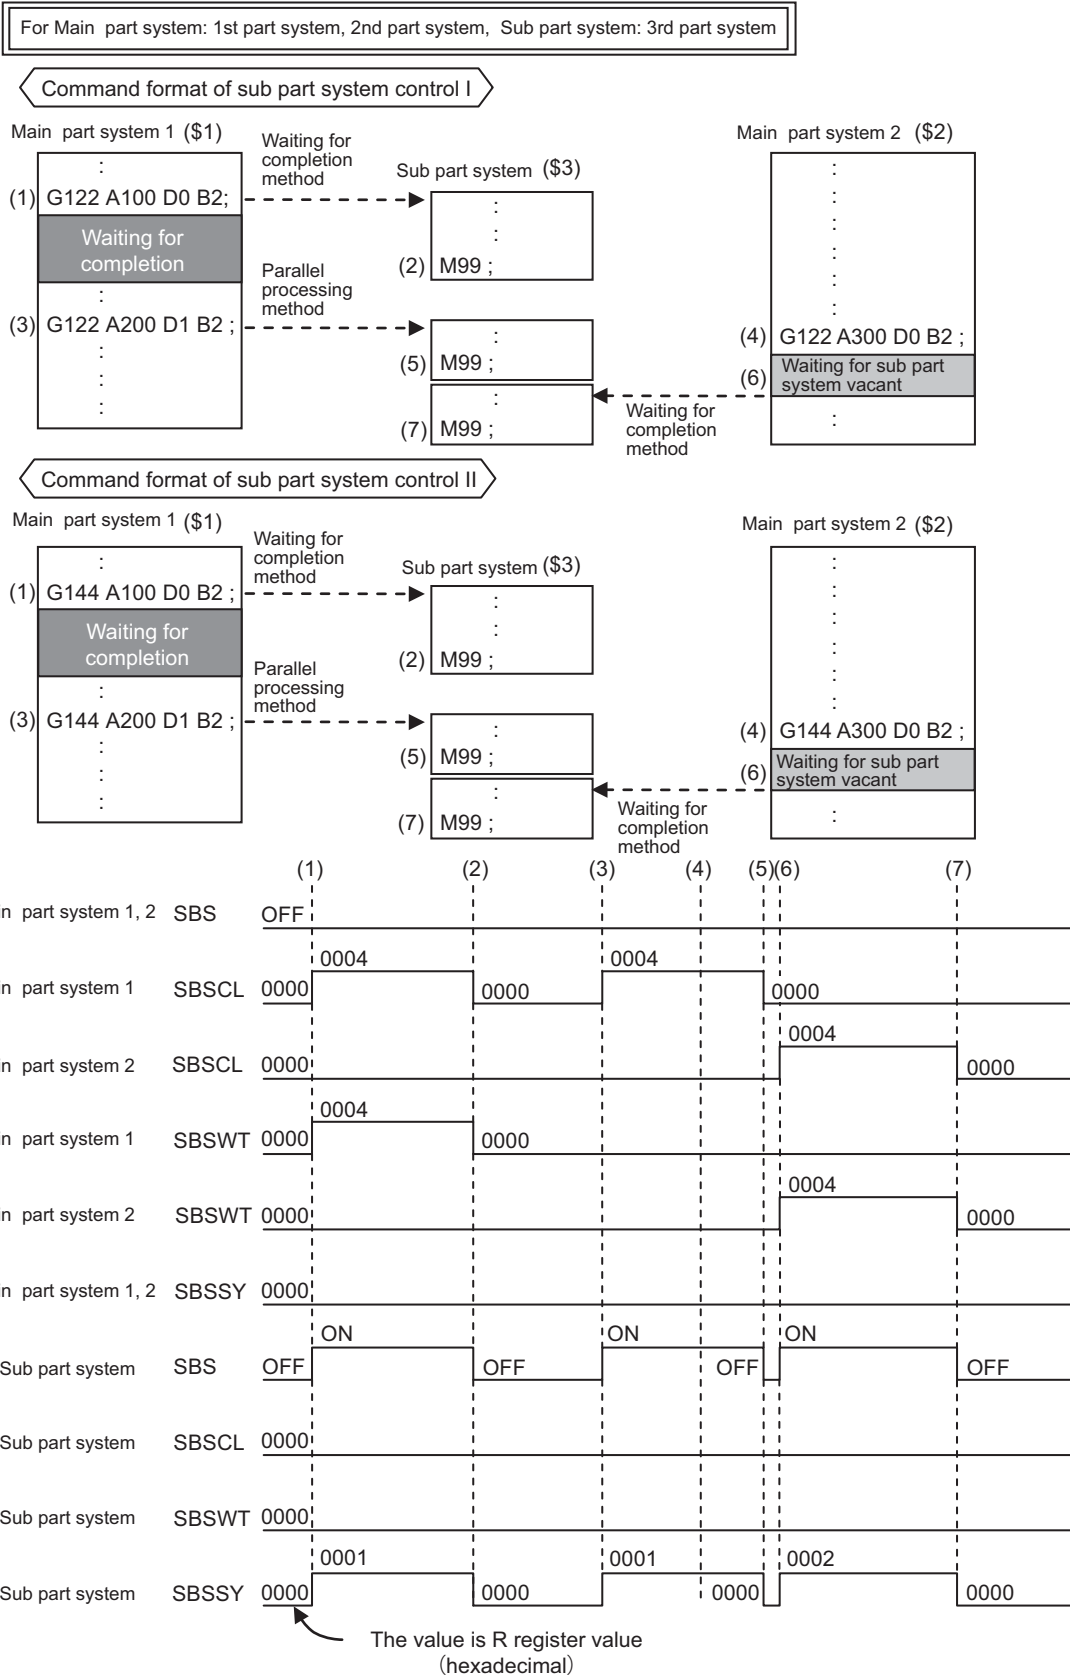 For Main part system: 1st part system, 2nd part system, Sub part system: 3rd part system
Command format of sub part system control I
Main part system 1 ($1)
Waiting for
completion
method
Sub part system ($3)
Main part system 2 ($2)
:
(1) G122 A100 D0 B2;
Waiting for
completion
:
:
(2) M99 ;
Parallel
processing
method
:
(3) G122 A200 D1 B2 ;
:
:
:
:
(5) M99 ;
:
(7) M99 ;
:
:
:
:
:
:
(4) G122 A300 D0 B2 ;
(6) Waiting for sub part
system vacant
:
Waiting for
completion
method
Command format of sub part system control II
Main part system 1 ($1)
Waiting for
completion
method
Sub part system ($3)
Main part system 2 ($2)
:
(1) G144 A100 D0 B2 ;
Waiting for
completion
:
:
(2) M99 ;
Parallel
processing
method
:
(3) G144 A200 D1 B2 ;
:
:
:
:
(5) M99 ;
:
(7) M99 ;
:
:
:
:
:
:
(4) G144 A300 D0 B2 ;
(6) Waiting for sub part
system vacant
:
Waiting for
completion
method
(1) (2) (3) (4) (5)(6) (7)
in part system 1, 2 SBS OFF
in part system 1 SBSCL 0000 0004 0000 0004 0000
in part system 2 SBSCL 0000 0004 0000
in part system 1 SBSWT 0000 0004 0000
in part system 2 SBSWT 0000 0004 0000
in part system 1, 2 SBSSY 0000
Sub part system SBS OFF ON OFF ON OFF ON OFF
Sub part system SBSCL 0000
Sub part system SBSWT 0000
Sub part system SBSSY 0000 0001 0000 0001 0000 0002 0000
The value is R register value
(hexadecimal)